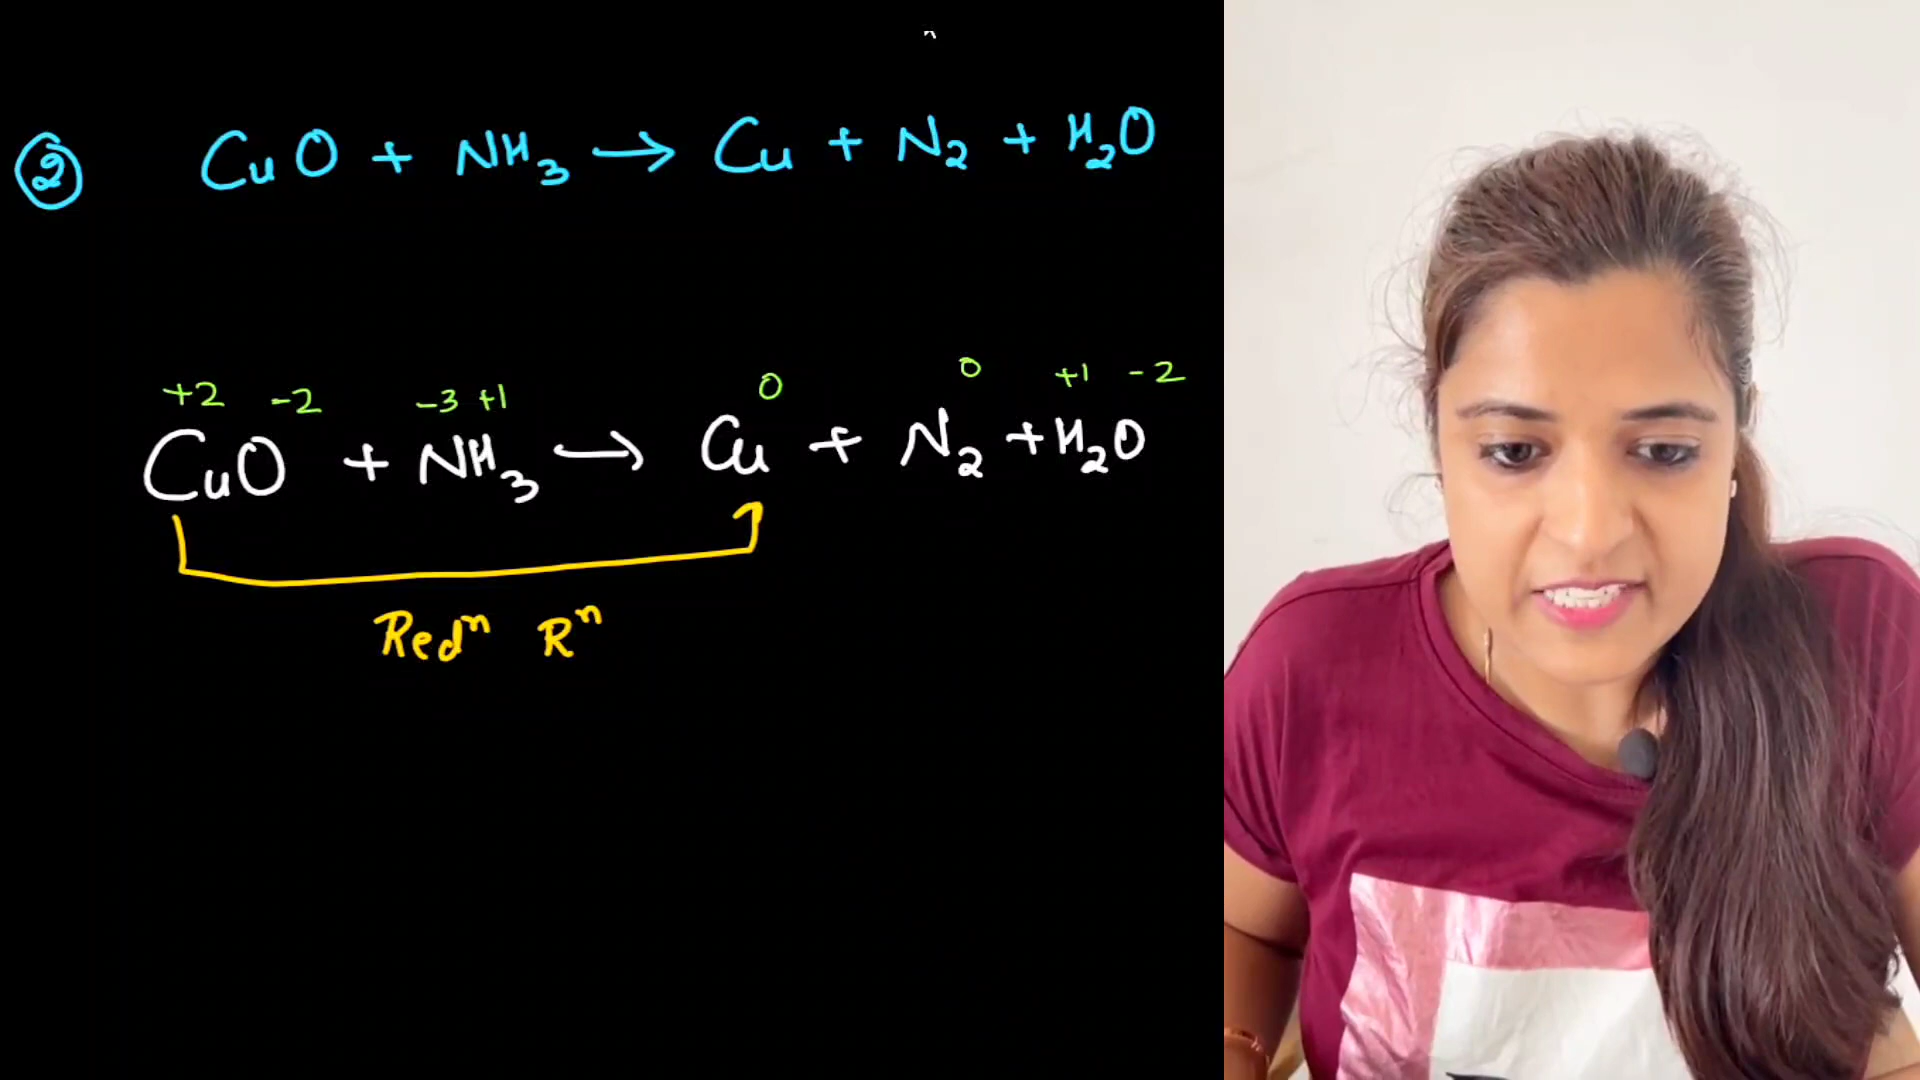 ② CuO + NH₃ → Cu + N₂ + H₂O
+2 -2 -3 +1 0 0 +1 -2
CuO + NH₃ → Cu + N₂ + H₂O
Redⁿ Rⁿ